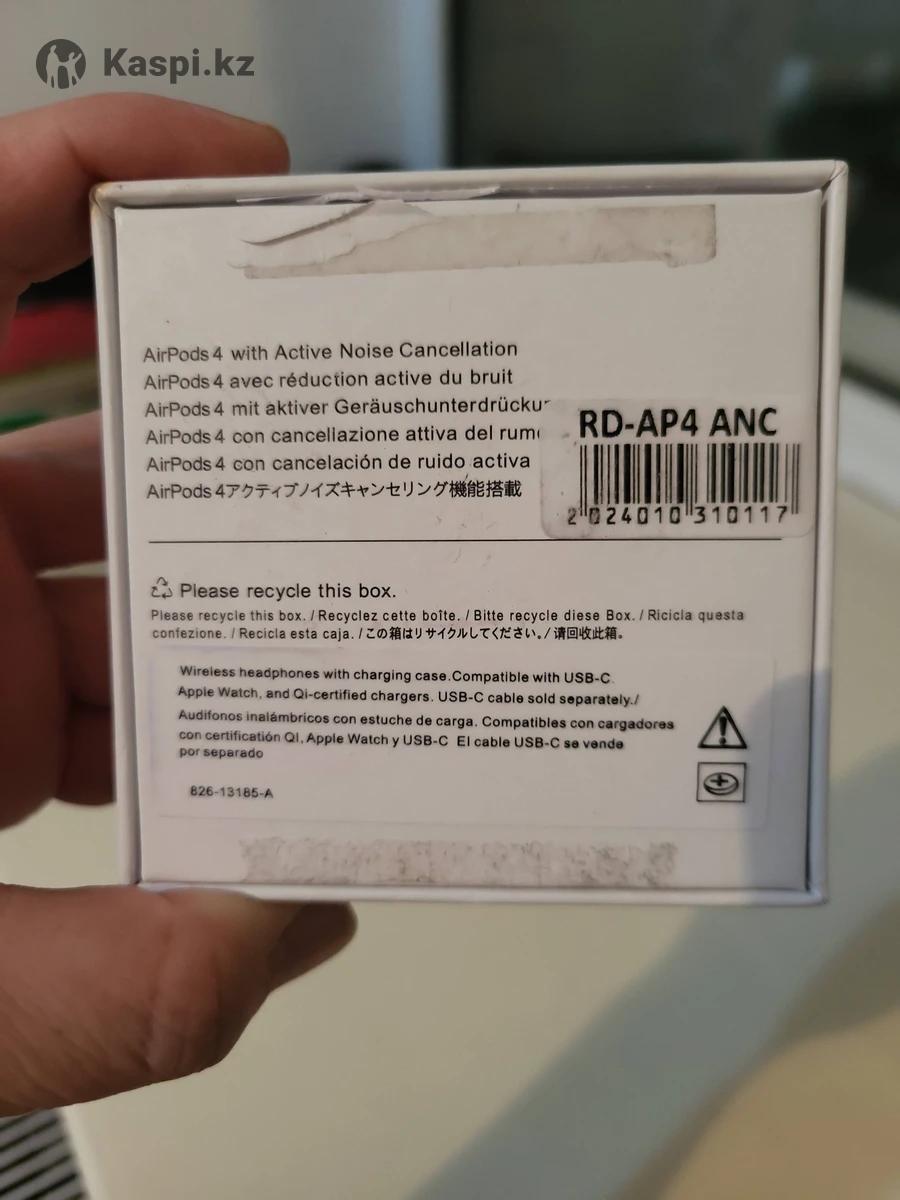 Kaspi.kz
AirPods 4 with Active Noise Cancellation
AirPods 4 avec réduction active du bruit
AirPods 4 mit aktiver Geräuschunterdrücku
AirPods 4 con cancellazione attiva del rum
AirPods 4 con cancelación de ruido activa
AirPods 4アクティブノイズキャンセリング機能搭載
RD-AP4 ANC
2 024010 310117
Please recycle this box.
Please recycle this box. / Recyclez cette boîte. / Bitte recycle diese Box. / Ricicla questa
confezione. / Recicla esta caja. / この箱はリサイクルしてください。/ 请回收此箱。
Wireless headphones with charging case.Compatible with USB-C.
Apple Watch, and Qi-certified chargers. USB-C cable sold separately./
Audifonos inalámbricos con estuche de carga. Compatibles con cargadores
con certificatión QI, Apple Watch y USB-C El cable USB-C se vende
por separado
826-13185-A